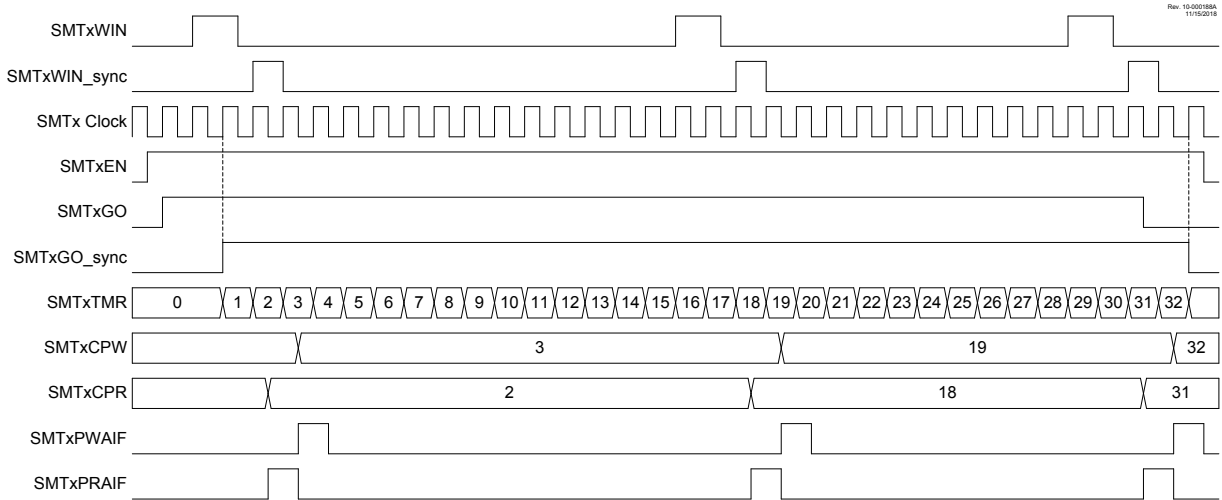 Rev. 10-000188A
11/15/2018
SMTxWIN
SMTxWIN_sync
SMTx Clock
SMTxEN
SMTxGO
SMTxGO_sync
SMTxTMR 0 1 2 3 4 5 6 7 8 9 10 11 12 13 14 15 16 17 18 19 20 21 22 23 24 25 26 27 28 29 30 31 32
SMTxCPW 3 19 32
SMTxCPR 2 18 31
SMTxPWAIF
SMTxPRAIF